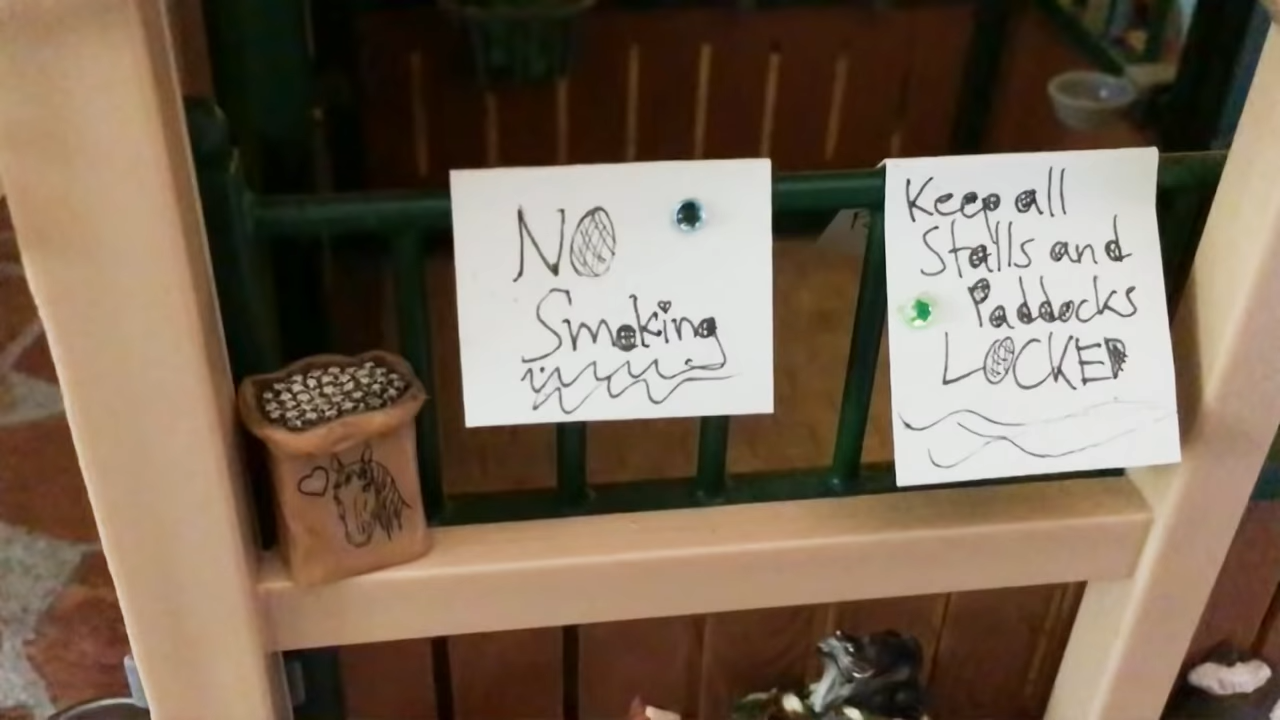 NO
Smoking
Keep all
Stalls and
Paddocks
LOCKED